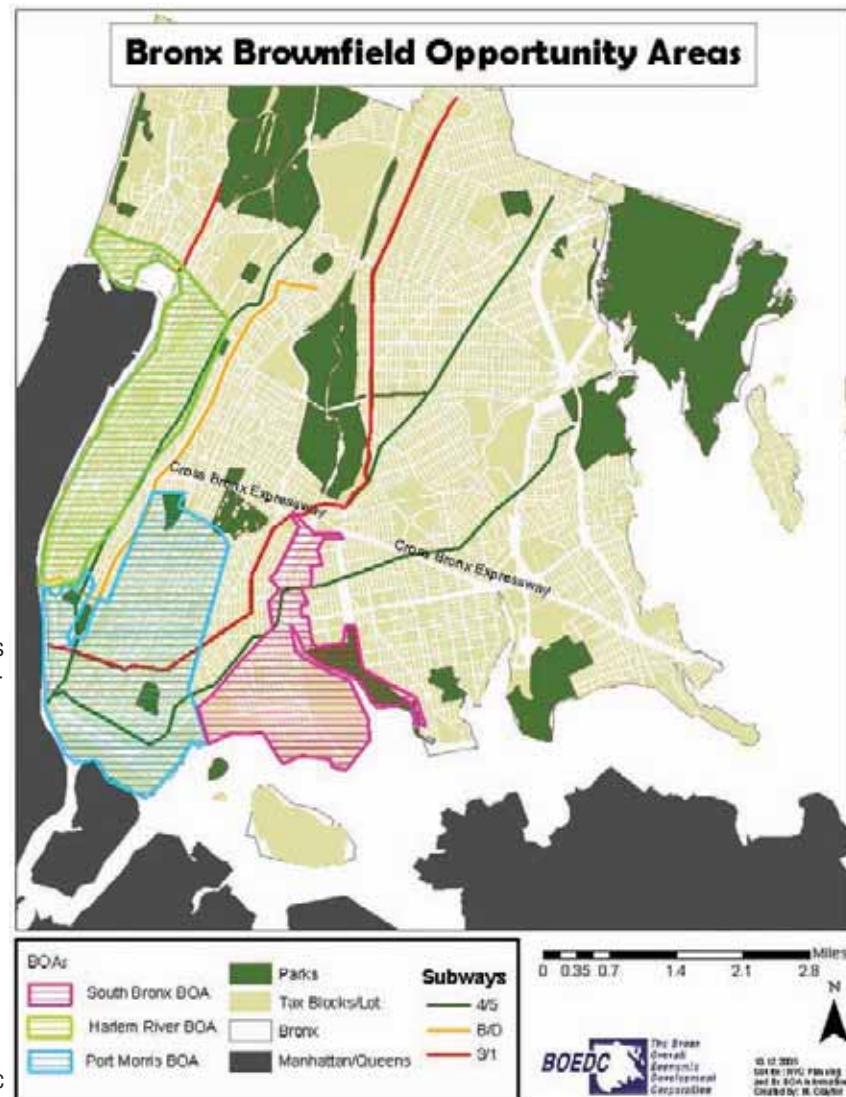 Bronx Brownfield Opportunity Areas
Cross Bronx Expressway
Cross Bronx Expressway
s
c
BOAs
South Bronx BOA
Harlem River BOA
Port Morris BOA
Parks
Tax Blocks/Lot
Bronx
Manhattan/Queens
Subways
4/5
B/D
3/1
Miles
0 0.35 0.7 1.4 2.1 2.8
N
BOEDC
The Bronx
Overall
Economic
Development
Corporation